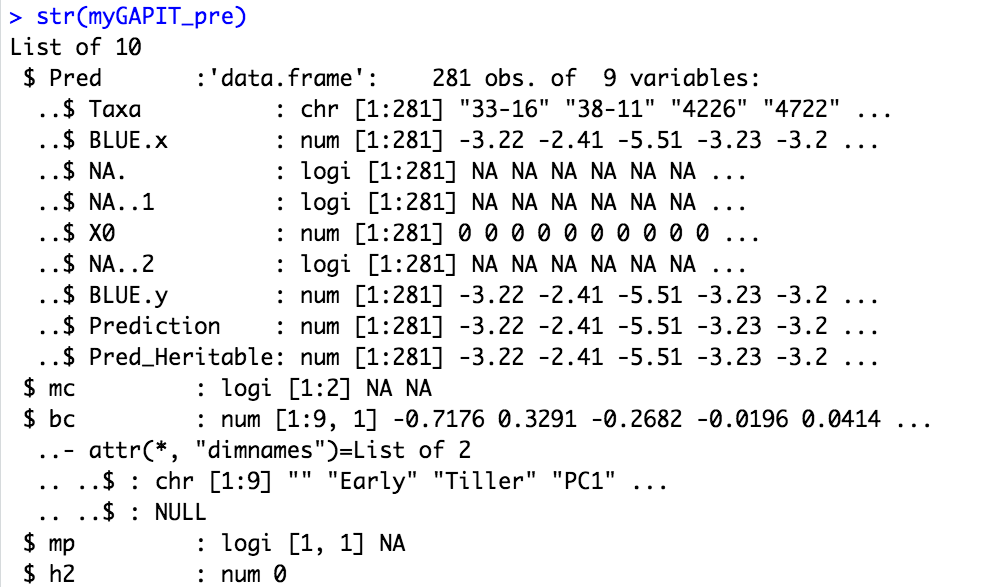 > str(myGAPIT_pre)
List of 10
 $ Pred       :'data.frame':    281 obs. of  9 variables:
  ..$ Taxa          : chr [1:281] "33-16" "38-11" "4226" "4722" ...
  ..$ BLUE.x        : num [1:281] -3.22 -2.41 -5.51 -3.23 -3.2 ...
  ..$ NA.           : logi [1:281] NA NA NA NA NA NA ...
  ..$ NA..1         : logi [1:281] NA NA NA NA NA NA ...
  ..$ X0            : num [1:281] 0 0 0 0 0 0 0 0 0 0 ...
  ..$ NA..2         : logi [1:281] NA NA NA NA NA NA ...
  ..$ BLUE.y        : num [1:281] -3.22 -2.41 -5.51 -3.23 -3.2 ...
  ..$ Prediction    : num [1:281] -3.22 -2.41 -5.51 -3.23 -3.2 ...
  ..$ Pred_Heritable: num [1:281] -3.22 -2.41 -5.51 -3.23 -3.2 ...
 $ mc         : logi [1:2] NA NA
 $ bc         : num [1:9, 1] -0.7176 0.3291 -0.2682 -0.0196 0.0414 ...
  ..- attr(*, "dimnames")=List of 2
  .. ..$ : chr [1:9] "" "Early" "Tiller" "PC1" ...
  .. ..$ : NULL
 $ mp         : logi [1, 1] NA
 $ h2         : num 0